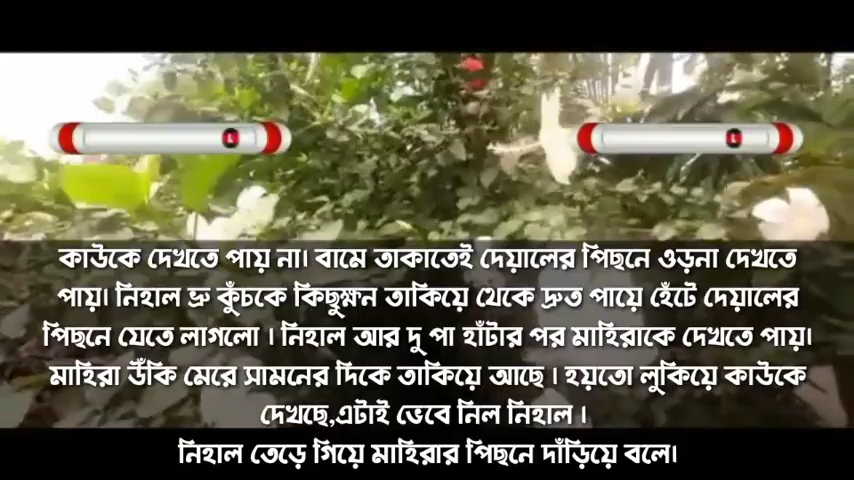 কাউকে দেখতে পায় না। বামে তাকাতেই দেয়ালের পিছনে ওড়না দেখতে
পায়। নিহাল ভ্রু কুঁচকে কিছুক্ষন তাকিয়ে থেকে দ্রুত পায়ে হেঁটে দেয়ালের
পিছনে যেতে লাগলো । নিহাল আর দু পা হাঁটার পর মাহিরাকে দেখতে পায়।
মাহিরা উঁকি মেরে সামনের দিকে তাকিয়ে আছে । হয়তো লুকিয়ে কাউকে
দেখছে,এটাই ভেবে নিল নিহাল ।
নিহাল তেড়ে গিয়ে মাহিরার পিছনে দাঁড়িয়ে বলে।